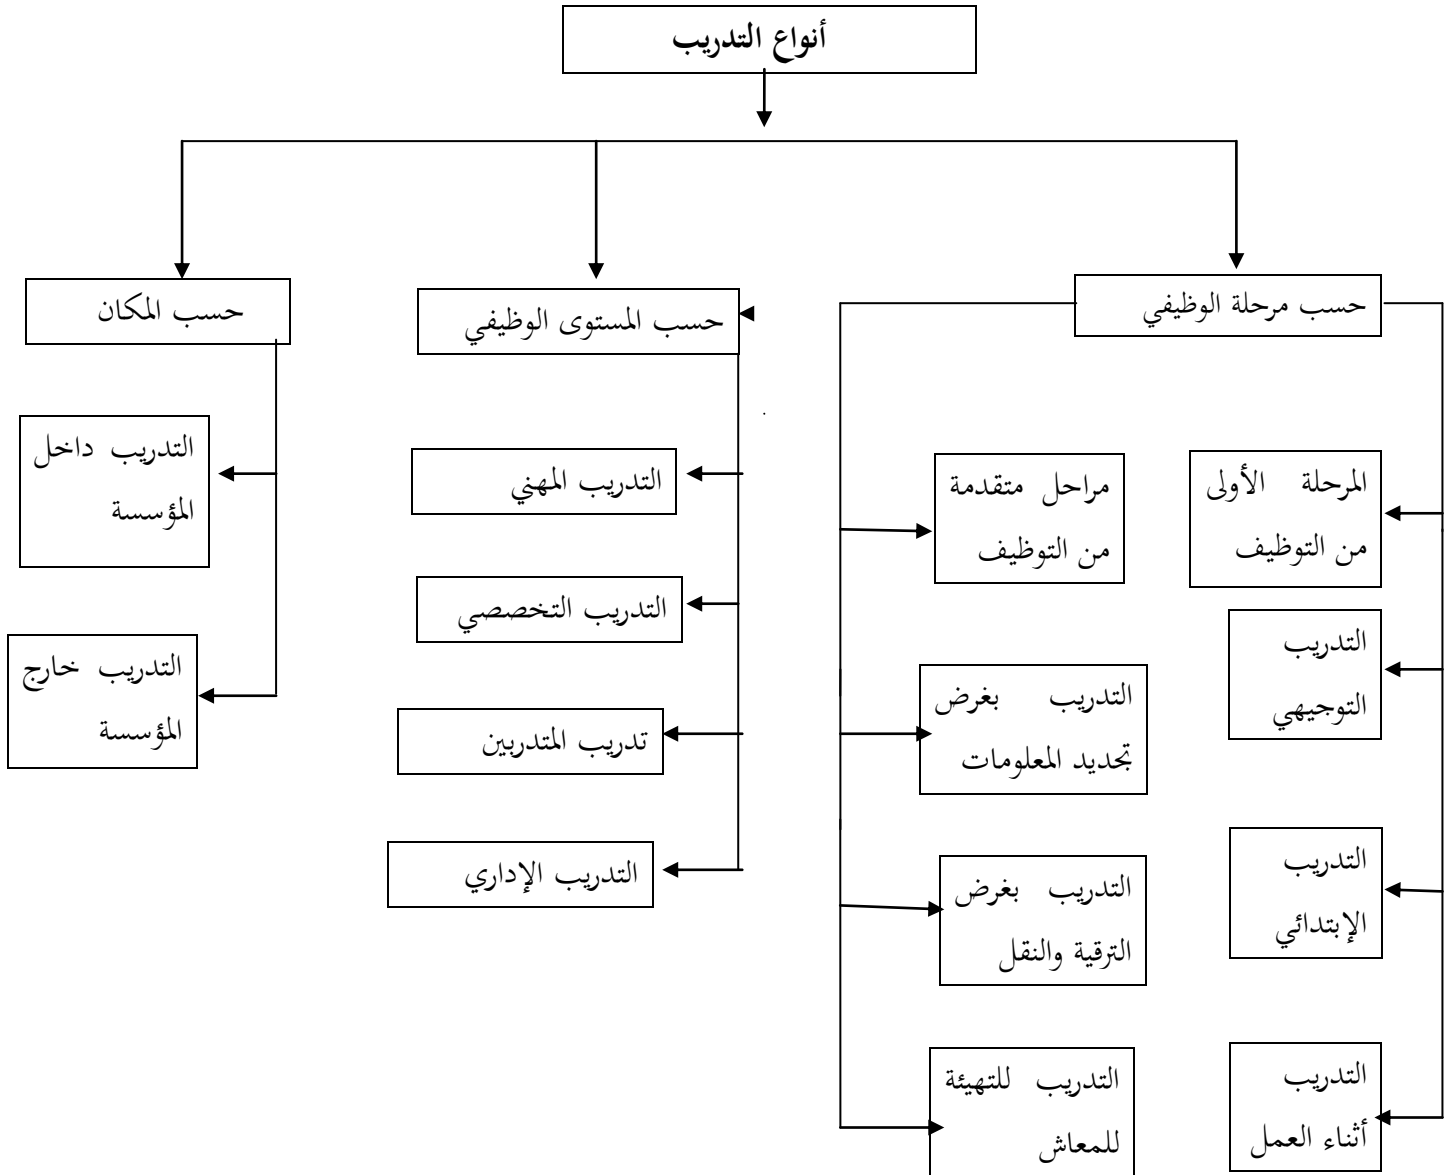 أنواع التدريب
حسب مرحلة الوظيفي
حسب المستوى الوظيفي
حسب المكان
المرحلة الأولى
من التوظيف
التدريب
التوجيهي
التدريب
الإبتدائي
التدريب
أثناء العمل
مراحل متقدمة
من التوظيف
التدريب بغرض
تجديد المعلومات
التدريب بغرض
الترقية والنقل
التدريب للتهيئة
للمعاش
التدريب المهني
التدريب التخصصي
تدريب المتدربين
التدريب الإداري
التدريب داخل
المؤسسة
التدريب خارج
المؤسسة